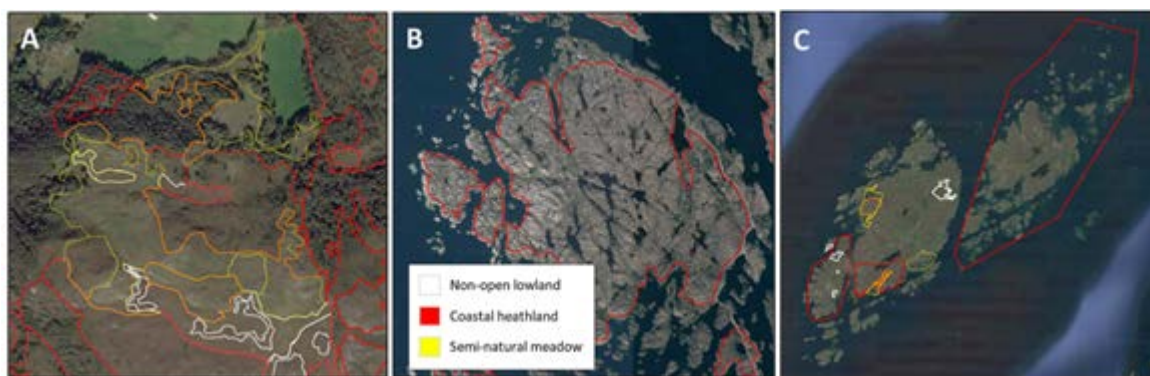 A
B
C
Non-open lowland
Coastal heathland
Semi-natural meadow